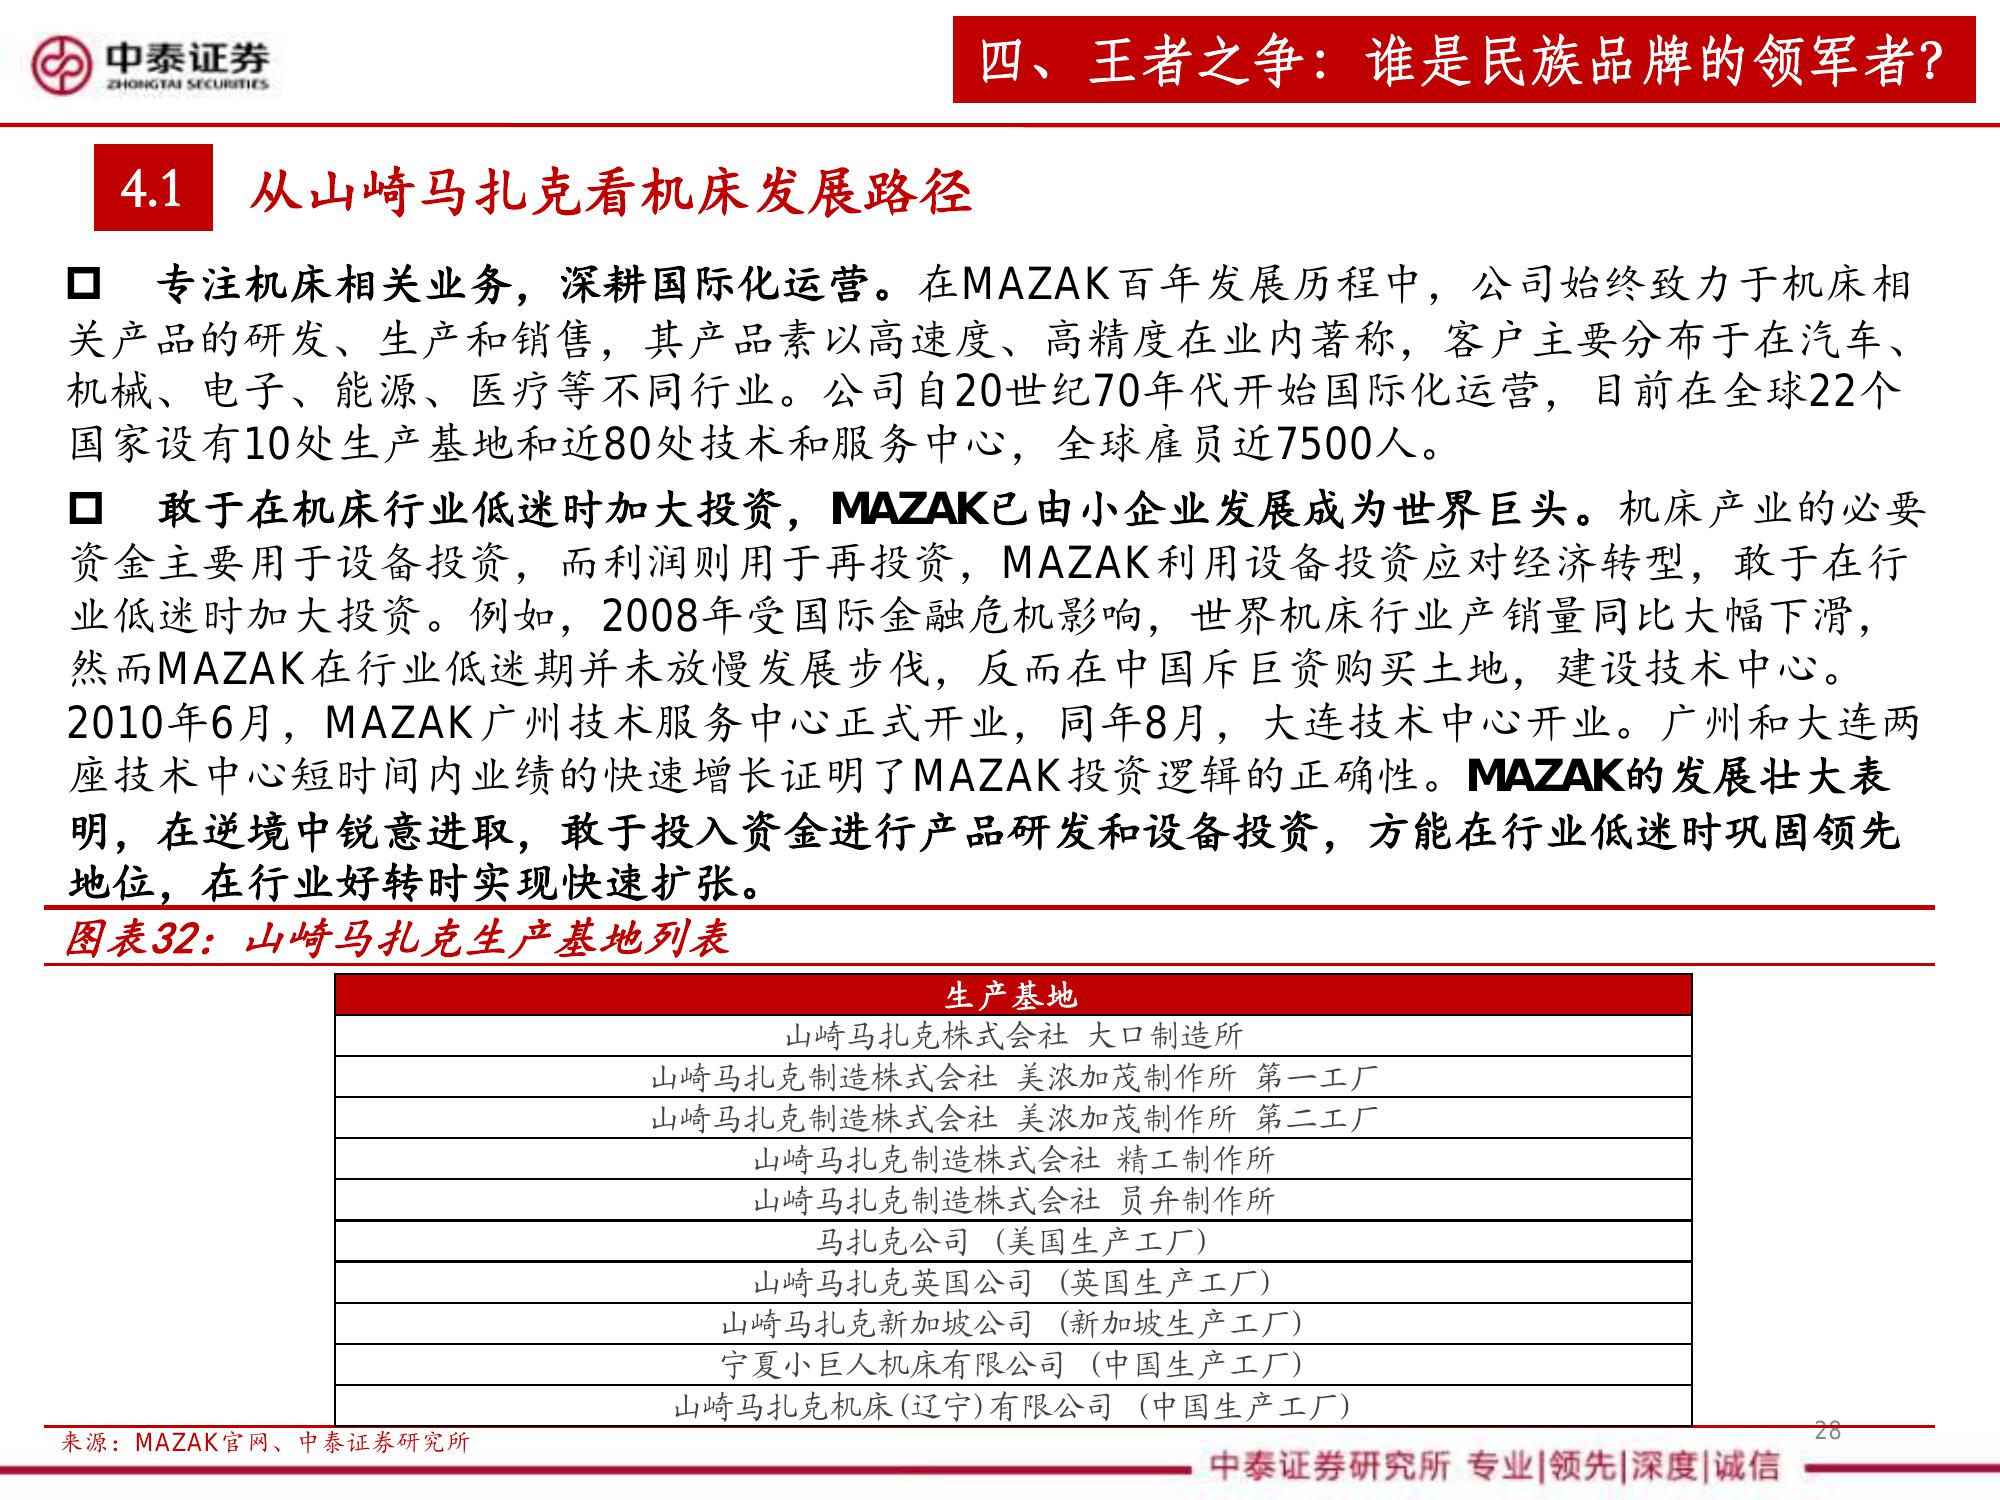 中泰证券
ZHONGTAI SECURITIES
四、王者之争：谁是民族品牌的领军者？
4.1
从山崎马扎克看机床发展路径
专注机床相关业务，深耕国际化运营。在MAZAK百年发展历程中，公司始终致力于机床相
关产品的研发、生产和销售，其产品素以高速度、高精度在业内著称，客户主要分布于在汽车、
机械、电子、能源、医疗等不同行业。公司自20世纪70年代开始国际化运营，目前在全球22个
国家设有10处生产基地和近80处技术和服务中心，全球雇员近7500人。
敢于在机床行业低迷时加大投资，MAZAK已由小企业发展成为世界巨头。机床产业的必要
资金主要用于设备投资，而利润则用于再投资，MAZAK利用设备投资应对经济转型，敢于在行
业低迷时加大投资。例如，2008年受国际金融危机影响，世界机床行业产销量同比大幅下滑，
然而MAZAK在行业低迷期并未放慢发展步伐，反而在中国斥巨资购买土地，建设技术中心。
2010年6月，MAZAK广州技术服务中心正式开业，同年8月，大连技术中心开业。广州和大连两
座技术中心短时间内业绩的快速增长证明了MAZAK投资逻辑的正确性。MAZAK的发展壮大表
明，在逆境中锐意进取，敢于投入资金进行产品研发和设备投资，方能在行业低迷时巩固领先
地位，在行业好转时实现快速扩张。
图表32：山崎马扎克生产基地列表
生产基地
山崎马扎克株式会社 大口制造所
山崎马扎克制造株式会社 美浓加茂制作所 第一工厂
山崎马扎克制造株式会社 美浓加茂制作所 第二工厂
山崎马扎克制造株式会社 精工制作所
山崎马扎克制造株式会社 员弁制作所
马扎克公司（美国生产工厂）
山崎马扎克英国公司（英国生产工厂）
山崎马扎克新加坡公司（新加坡生产工厂）
宁夏小巨人机床有限公司（中国生产工厂）
山崎马扎克机床(辽宁)有限公司（中国生产工厂）
来源：MAZAK官网、中泰证券研究所
28
中泰证券研究所 专业|领先|深度|诚信